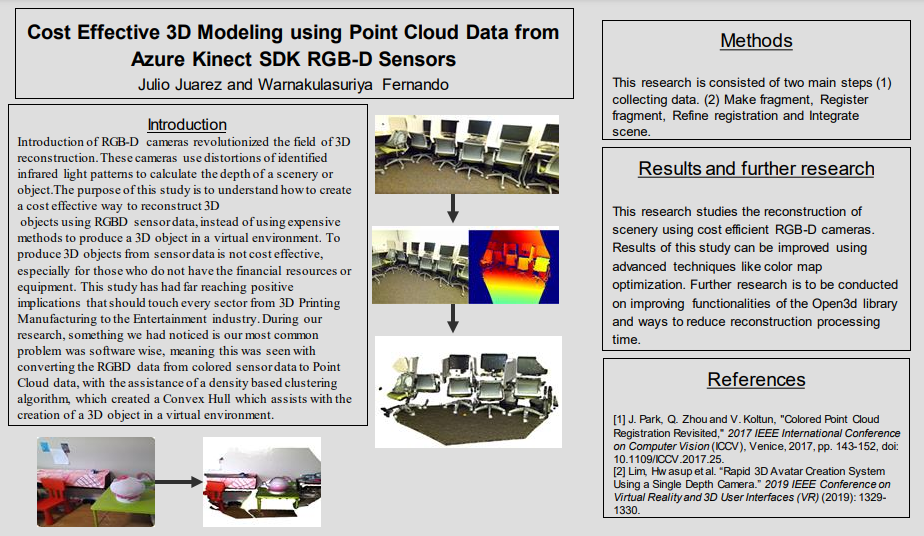 Cost Effective 3D Modeling using Point Cloud Data from
Azure Kinect SDK RGB-D Sensors
Julio Juarez and Warnakulasuriya Fernando
Introduction
Introduction of RGB-D cameras revolutionized the field of 3D
reconstruction. These cameras use distortions of identified
infrared light patterns to calculate the depth of a scenery or
object.The purpose of this study is to understand how to create
a cost effective way to reconstruct 3D
objects using RGBD sensor data, instead of using expensive
methods to produce a 3D object in a virtual environment. To
produce 3D objects from sensor data is not cost effective,
especially for those who do not have the financial resources or
equipment. This study has had far reaching positive
implications that should touch every sector from 3D Printing
Manufacturing to the Entertainment industry. During our
research, something we had noticed is our most common
problem was software wise, meaning this was seen with
converting the RGBD data from colored sensor data to Point
Cloud data, with the assistance of a density based clustering
algorithm, which created a Convex Hull which assists with the
creation of a 3D object in a virtual environment.
Methods
This research is consisted of two main steps (1)
collecting data. (2) Make fragment, Register
fragment, Refine registration and Integrate
scene.
Results and further research
This research studies the reconstruction of
scenery using cost efficient RGB-D cameras.
Results of this study can be improved using
advanced techniques like color map
optimization. Further research is to be conducted
on improving functionalities of the Open3d library
and ways to reduce reconstruction processing
time.
References
[1] J. Park, Q. Zhou and V. Koltun, "Colored Point Cloud
Registration Revisited," 2017 IEEE International Conference
on Computer Vision (ICCV), Venice, 2017, pp. 143-152, doi:
10.1109/ICCV.2017.25.
[2] Lim, Hwasup et al. “Rapid 3D Avatar Creation System
Using a Single Depth Camera.” 2019 IEEE Conference on
Virtual Reality and 3D User Interfaces (VR) (2019): 1329-
1330.